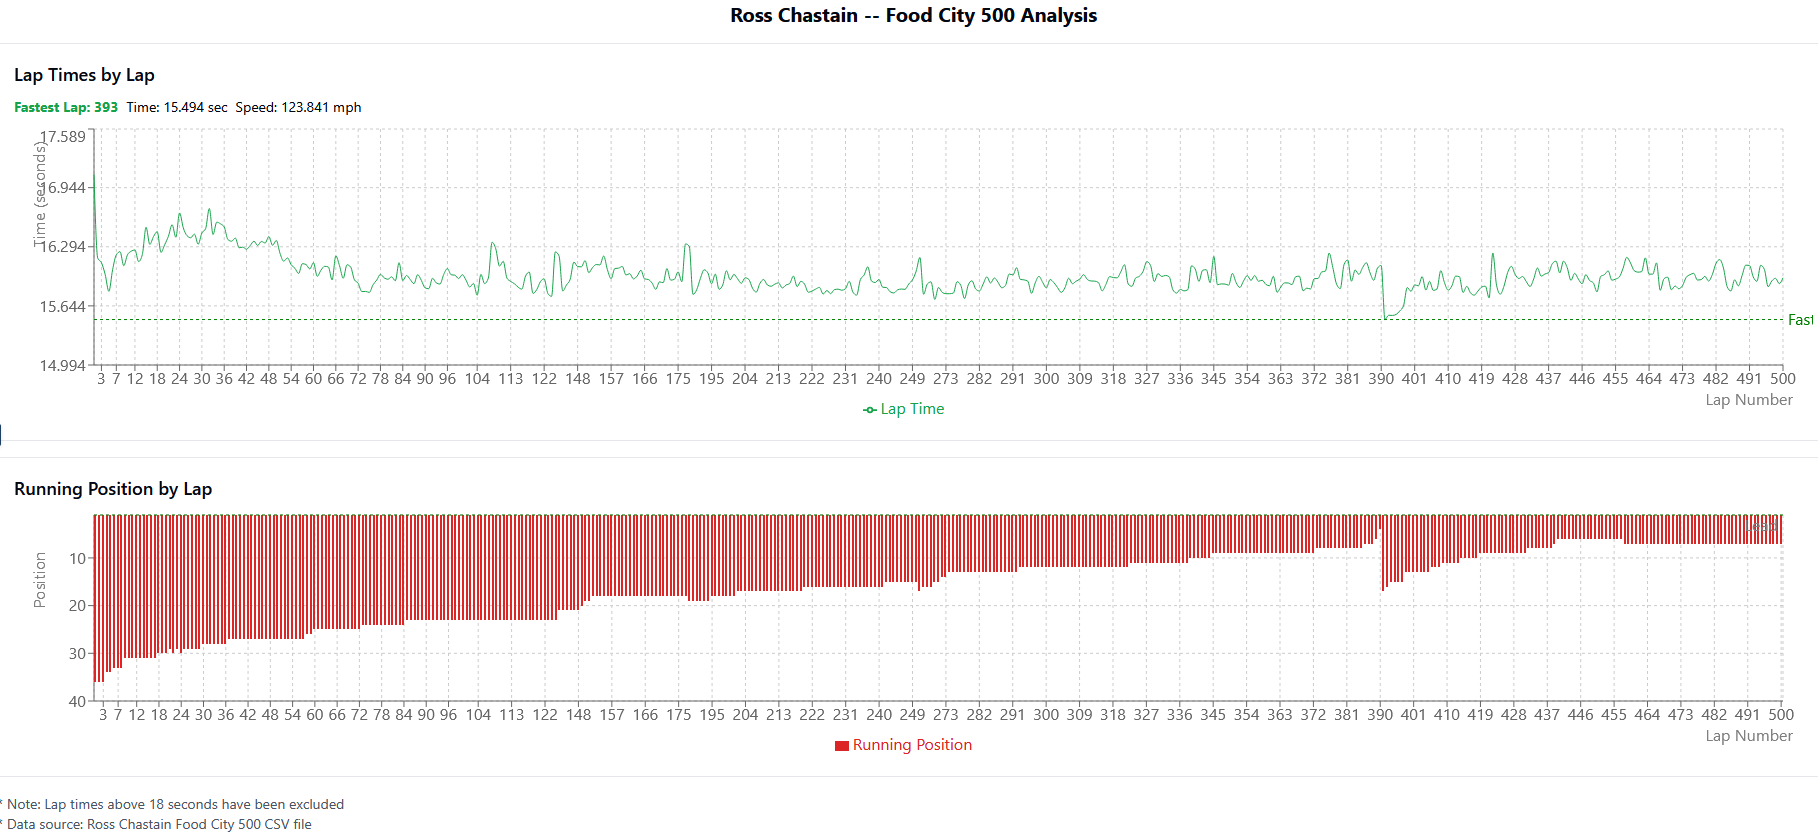 Ross Chastain -- Food City 500 Analysis
Lap Times by Lap
Fastest Lap: 393 Time: 15.494 sec Speed: 123.841 mph
17.589
16.944
16.294
15.644
14.994
Time (seconds)
Fast
3 7 12 18 24 30 36 42 48 54 60 66 72 78 84 90 96 104 113 122 148 157 166 175 195 204 213 222 231 240 249 273 282 291 300 309 318 327 336 345 354 363 372 381 390 401 410 419 428 437 446 455 464 473 482 491 500
Lap Number
Lap Time
Running Position by Lap
10
20
30
40
Position
3 7 12 18 24 30 36 42 48 54 60 66 72 78 84 90 96 104 113 122 148 157 166 175 195 204 213 222 231 240 249 273 282 291 300 309 318 327 336 345 354 363 372 381 390 401 410 419 428 437 446 455 464 473 482 491 500
Lap Number
Running Position
* Note: Lap times above 18 seconds have been excluded
* Data source: Ross Chastain Food City 500 CSV file